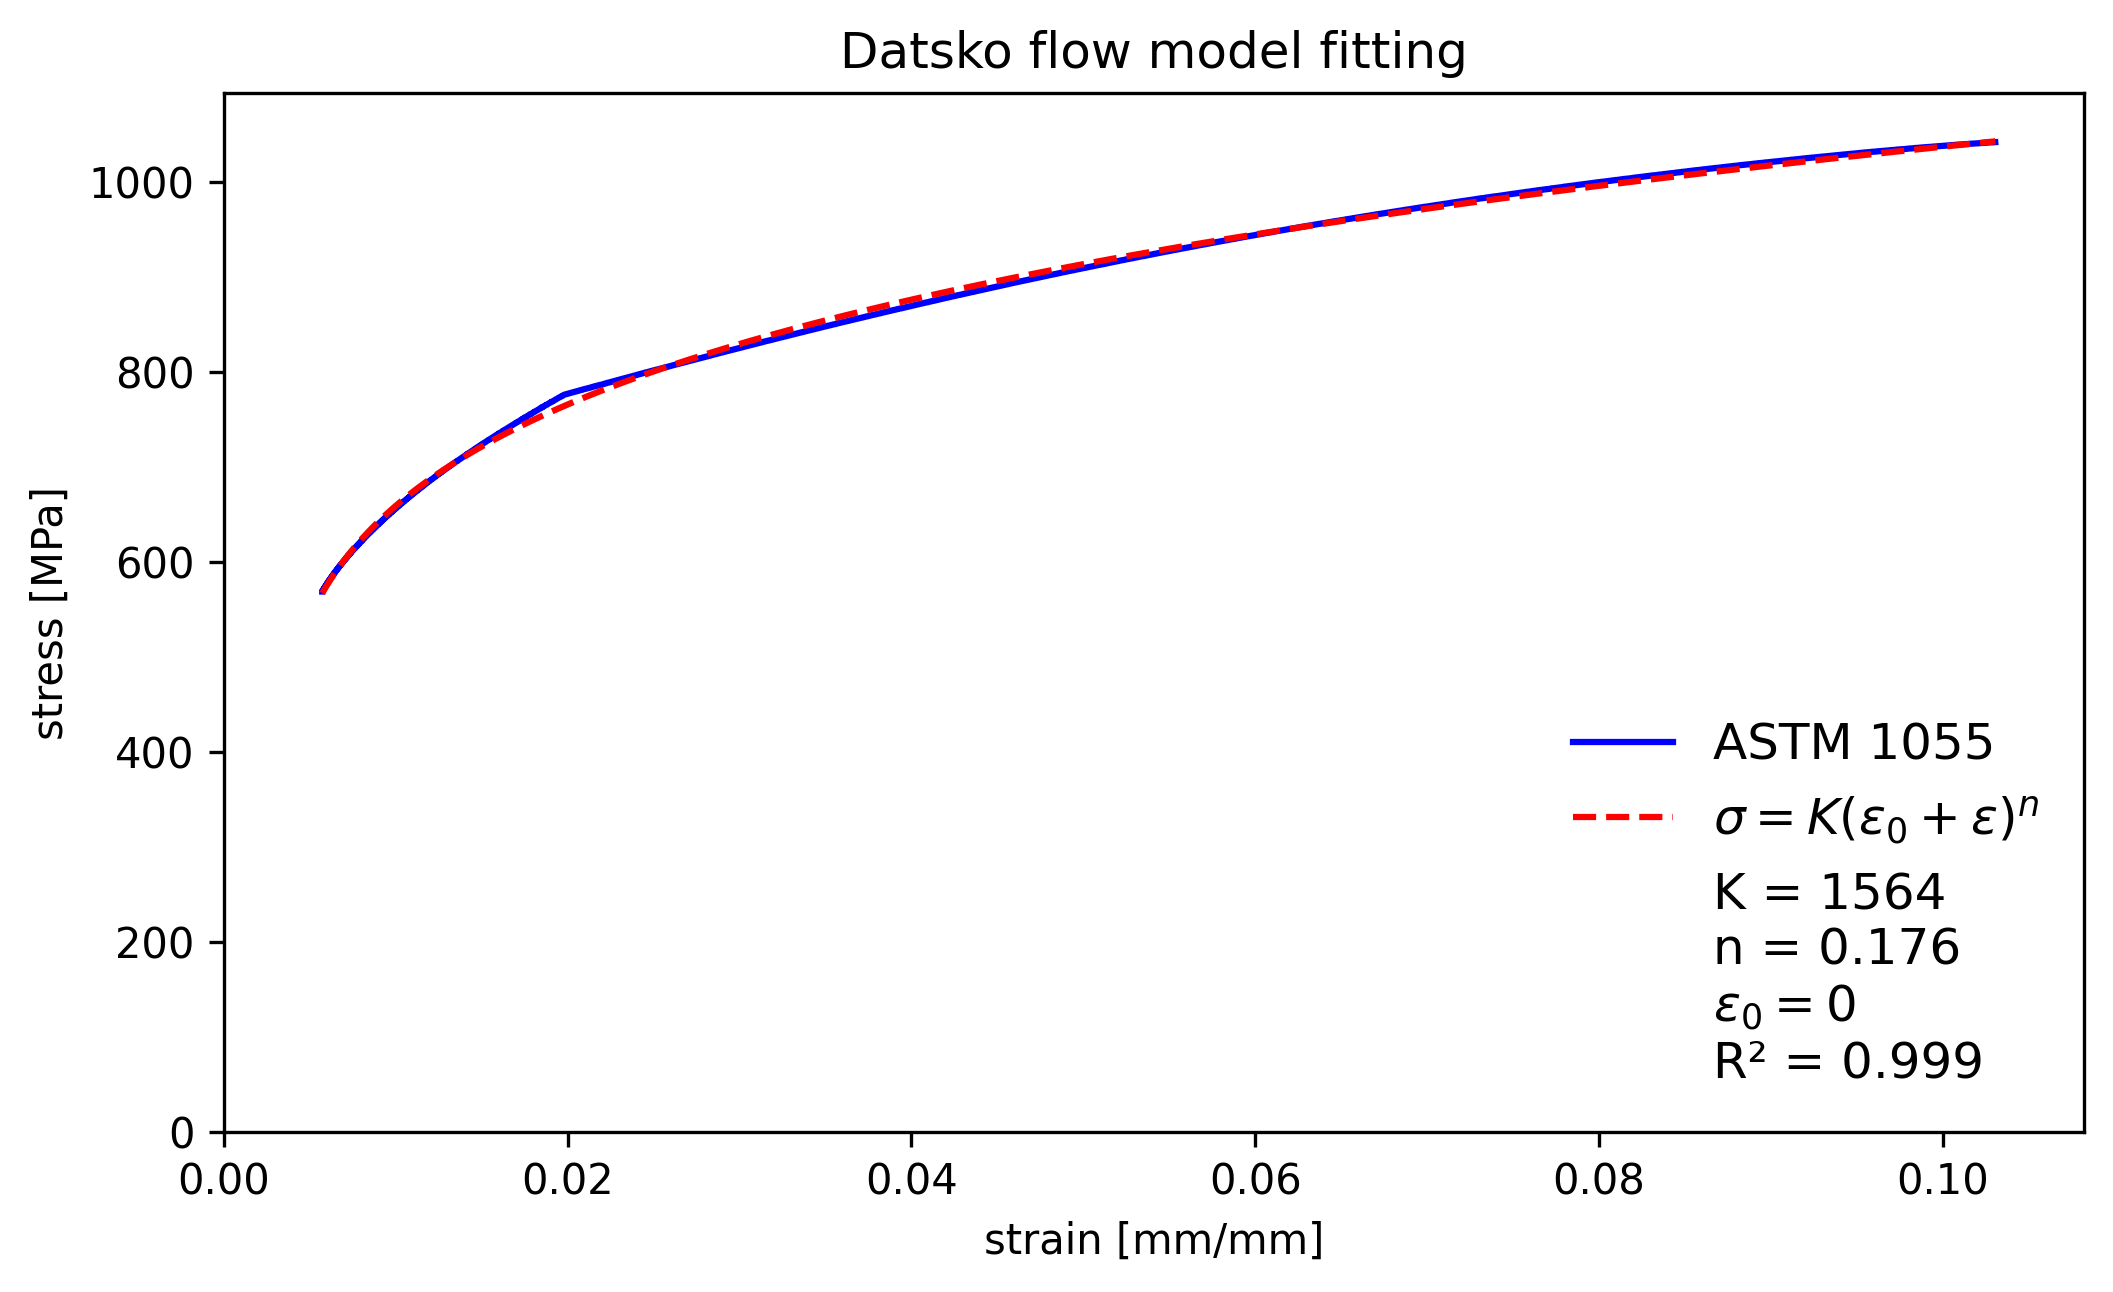 Datsko flow model fitting
stress [MPa]
1000
800
600
400
200
0
0.00 0.02 0.04 0.06 0.08 0.10
strain [mm/mm]
ASTM 1055
σ = K(ε₀ + ε)ⁿ
K = 1564
n = 0.176
ε₀ = 0
R² = 0.999